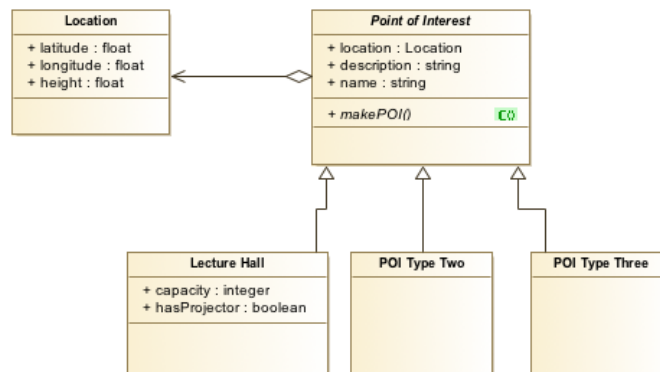 Location
+ latitude : float
+ longitude : float
+ height : float
Point of Interest
+ location : Location
+ description : string
+ name : string
+ makePOI()
Lecture Hall
+ capacity : integer
+ hasProjector : boolean
POI Type Two
POI Type Three